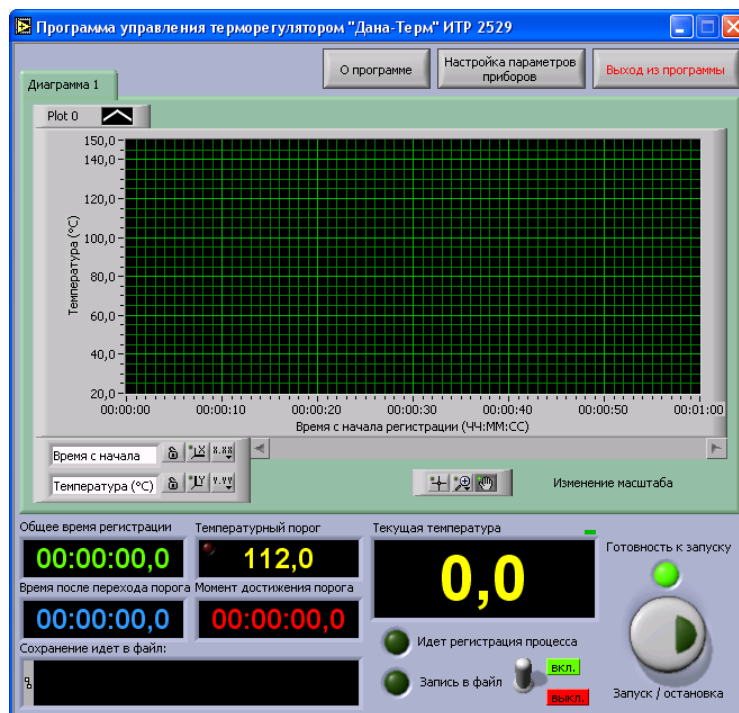 Программа управления терморегулятором "Дана-Терм" ИТР 2529
О программе
Настройка параметров
приборов
Выход из программы
Диаграмма 1
Plot 0
150,0
140,0
120,0
100,0
80,0
60,0
40,0
20,0
Температура (°C)
00:00:00
00:00:10
00:00:20
00:00:30
00:00:40
00:00:50
00:01:00
Время с начала регистрации (ЧЧ:ММ:СС)
Время с начала
X
X.XX
Температура (°C)
Y
Y.YY
Изменение масштаба
Общее время регистрации
00:00:00,0
Температурный порог
112,0
Текущая температура
0,0
Готовность к запуску
Время после перехода порога
00:00:00,0
Момент достижения порога
00:00:00,0
Идет регистрация процесса
Сохранение идет в файл:
Запись в файл
вкл.
выкл.
Запуск / остановка